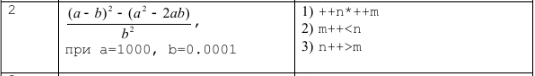 2
(a - b)² - (a² - 2ab)
b²
,
при a=1000, b=0.0001
1) ++n*++m
2) m++<n
3) n++>m